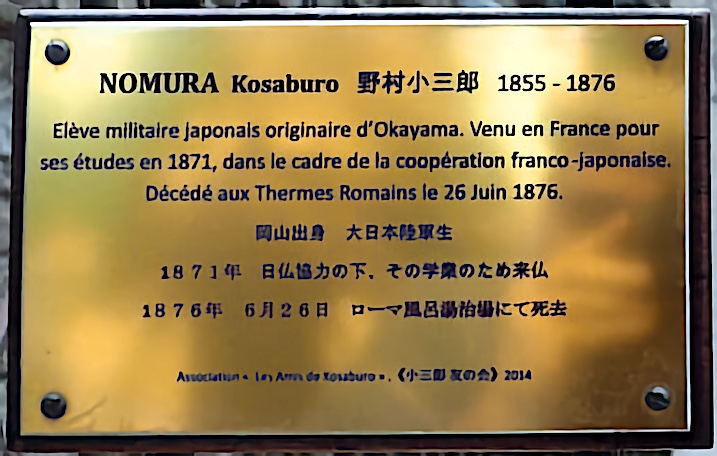 NOMURA Kosaburo 野村小三郎 1855 - 1876
Elève militaire japonais originaire d'Okayama. Venu en France pour
ses études en 1871, dans le cadre de la coopération franco-japonaise.
Décédé aux Thermes Romains le 26 Juin 1876.
岡山出身 大日本陸軍生
1871年 日仏協力の下、その学業のため来仏
1876年 6月26日 ローマ風呂湯治場にて死去
Association « Les Amis de Kosaburo », 《小三郎 友の会》 2014